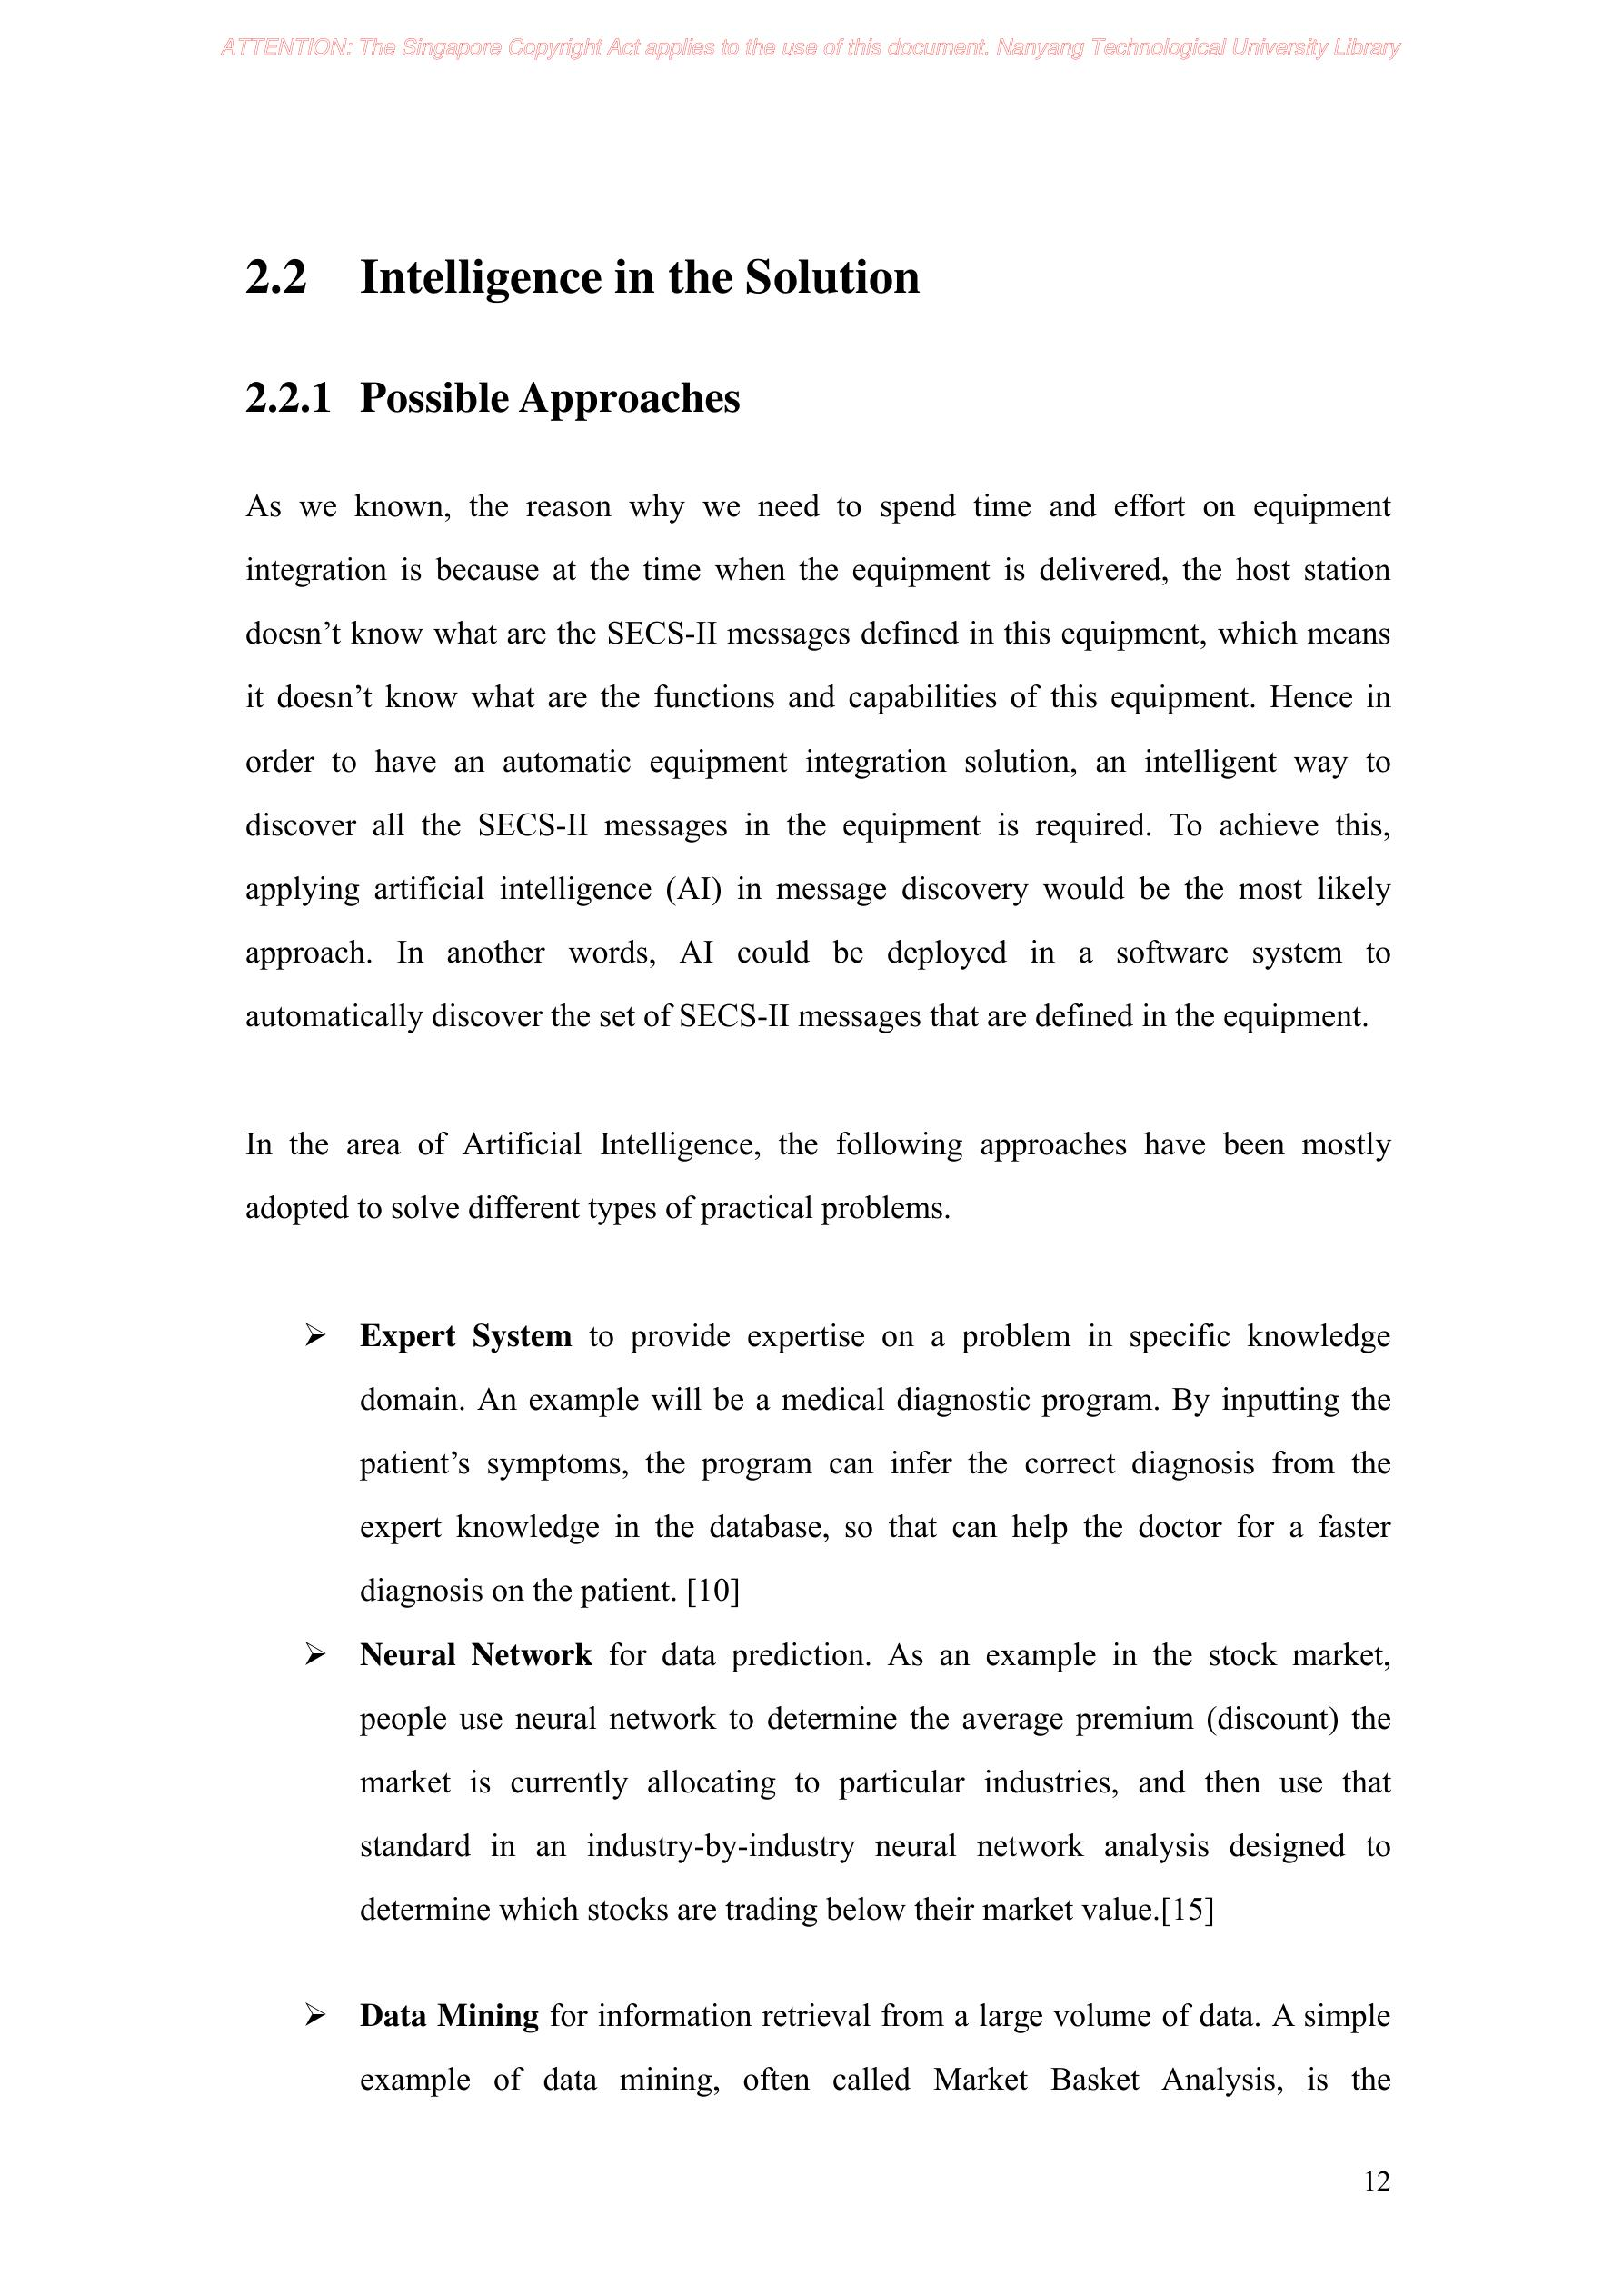 ATTENTION: The Singapore Copyright Act applies to the use of this document. Nanyang Technological University Library
2.2 Intelligence in the Solution
2.2.1 Possible Approaches
As we known, the reason why we need to spend time and effort on equipment
integration is because at the time when the equipment is delivered, the host station
doesn’t know what are the SECS-II messages defined in this equipment, which means
it doesn’t know what are the functions and capabilities of this equipment. Hence in
order to have an automatic equipment integration solution, an intelligent way to
discover all the SECS-II messages in the equipment is required. To achieve this,
applying artificial intelligence (AI) in message discovery would be the most likely
approach. In another words, AI could be deployed in a software system to
automatically discover the set of SECS-II messages that are defined in the equipment.
In the area of Artificial Intelligence, the following approaches have been mostly
adopted to solve different types of practical problems.
➢ Expert System to provide expertise on a problem in specific knowledge
domain. An example will be a medical diagnostic program. By inputting the
patient’s symptoms, the program can infer the correct diagnosis from the
expert knowledge in the database, so that can help the doctor for a faster
diagnosis on the patient. [10]
➢ Neural Network for data prediction. As an example in the stock market,
people use neural network to determine the average premium (discount) the
market is currently allocating to particular industries, and then use that
standard in an industry-by-industry neural network analysis designed to
determine which stocks are trading below their market value.[15]
➢ Data Mining for information retrieval from a large volume of data. A simple
example of data mining, often called Market Basket Analysis, is the
12